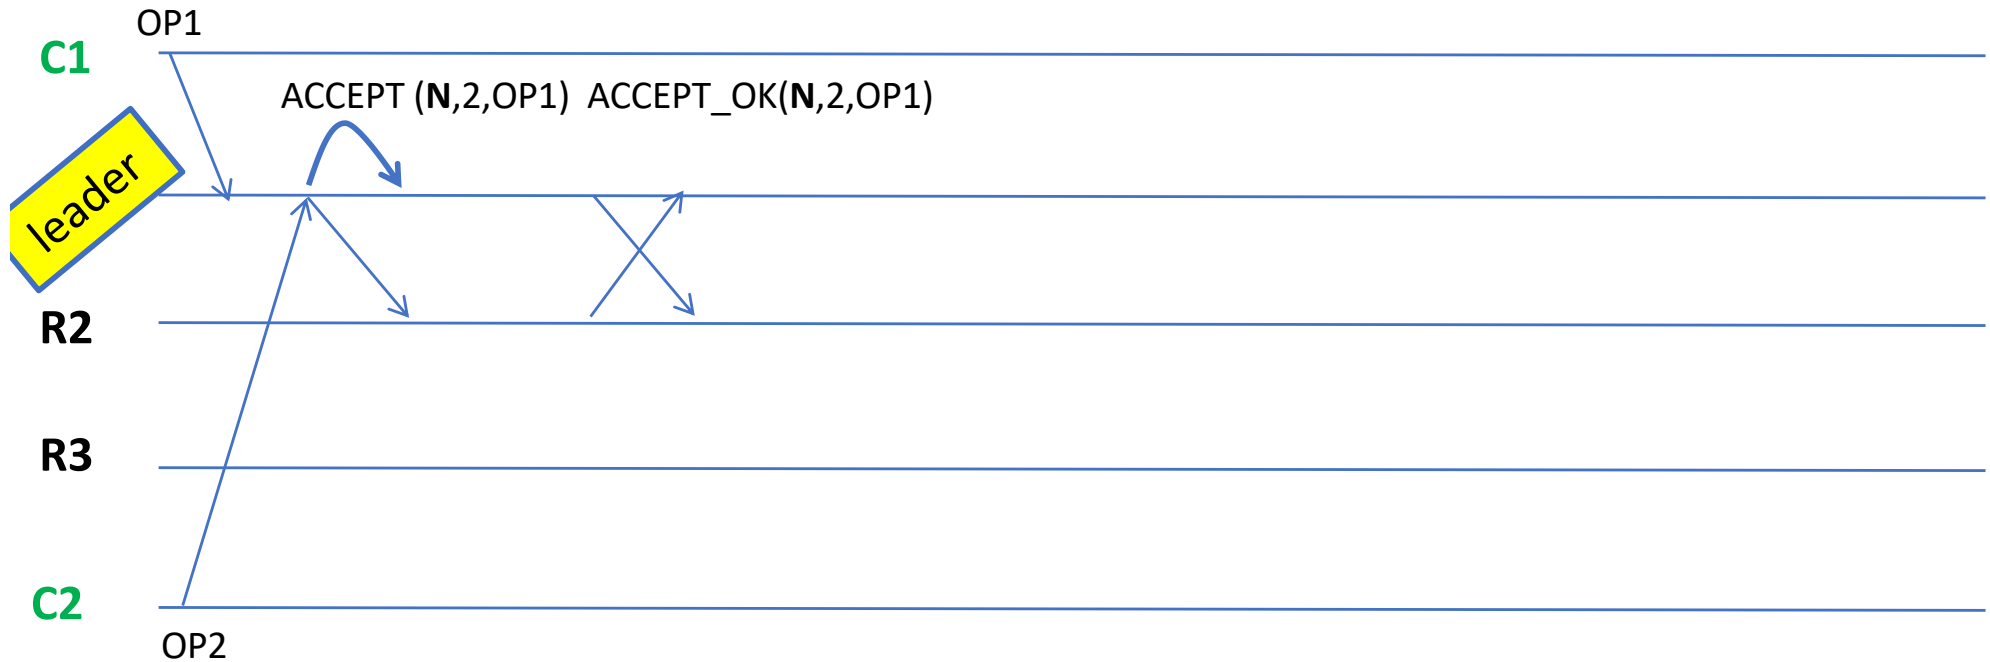 OP1
C1
ACCEPT (N,2,OP1) ACCEPT_OK(N,2,OP1)
leader
R2
R3
C2
OP2